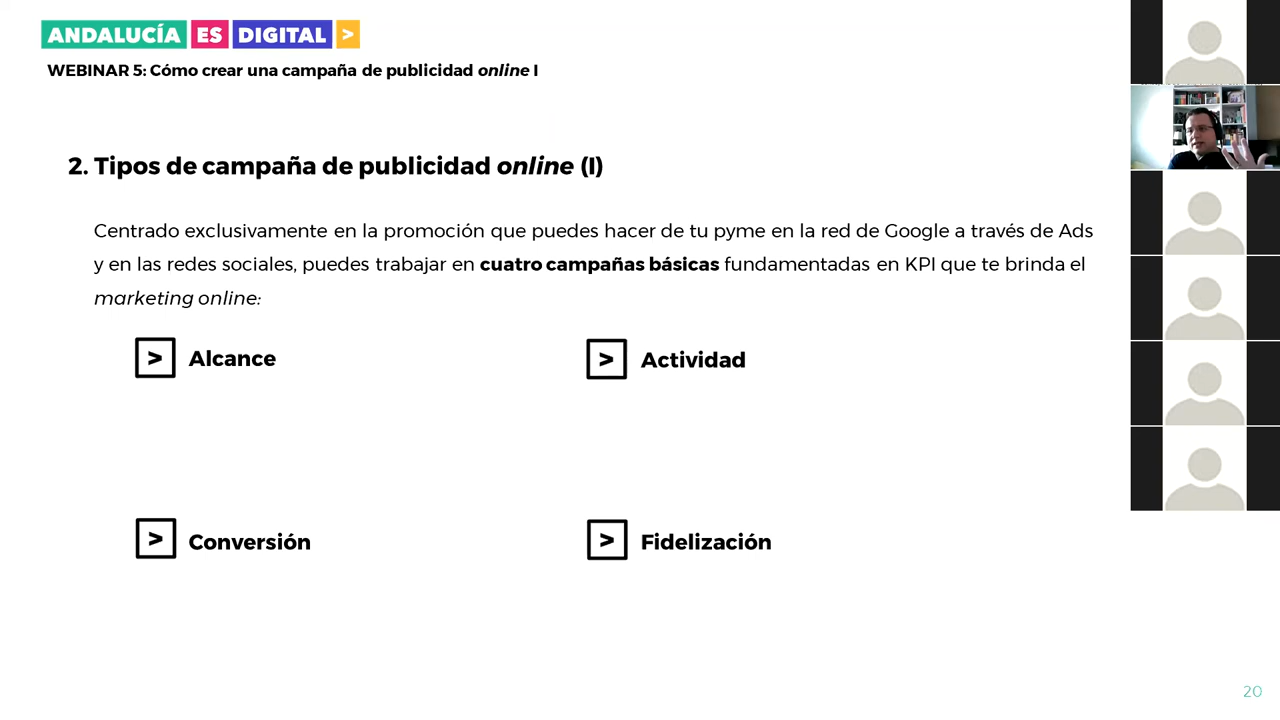 ANDALUCÍA ES DIGITAL >
WEBINAR 5: Cómo crear una campaña de publicidad online I
2. Tipos de campaña de publicidad online (I)
Centrado exclusivamente en la promoción que puedes hacer de tu pyme en la red de Google a través de Ads
y en las redes sociales, puedes trabajar en cuatro campañas básicas fundamentadas en KPI que te brinda el
marketing online:
> Alcance
> Actividad
> Conversión
> Fidelización
20